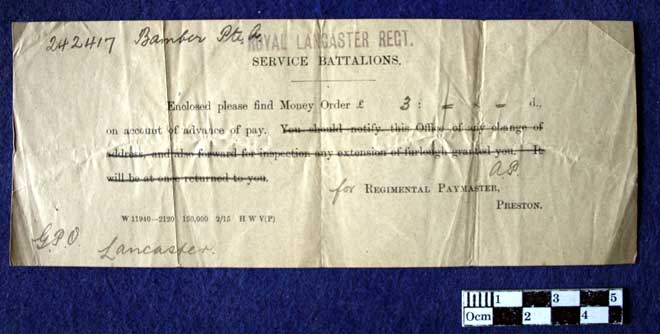 242417 Bamber Pte. A.
ROYAL LANCASTER REGT.
SERVICE BATTALIONS.
Enclosed please find Money Order £ 3 : = s = d.,
on account of advance of pay. You should notify this Office of any change of
address, and also forward for inspection any extension of furlough granted you. It
will be at once returned to you.
A.P.
for REGIMENTAL PAYMASTER,
PRESTON.
W 11940—2120 150,000 2/15 H W V(P)
G.P.O
Lancaster.
1 3 5
0cm 2 4